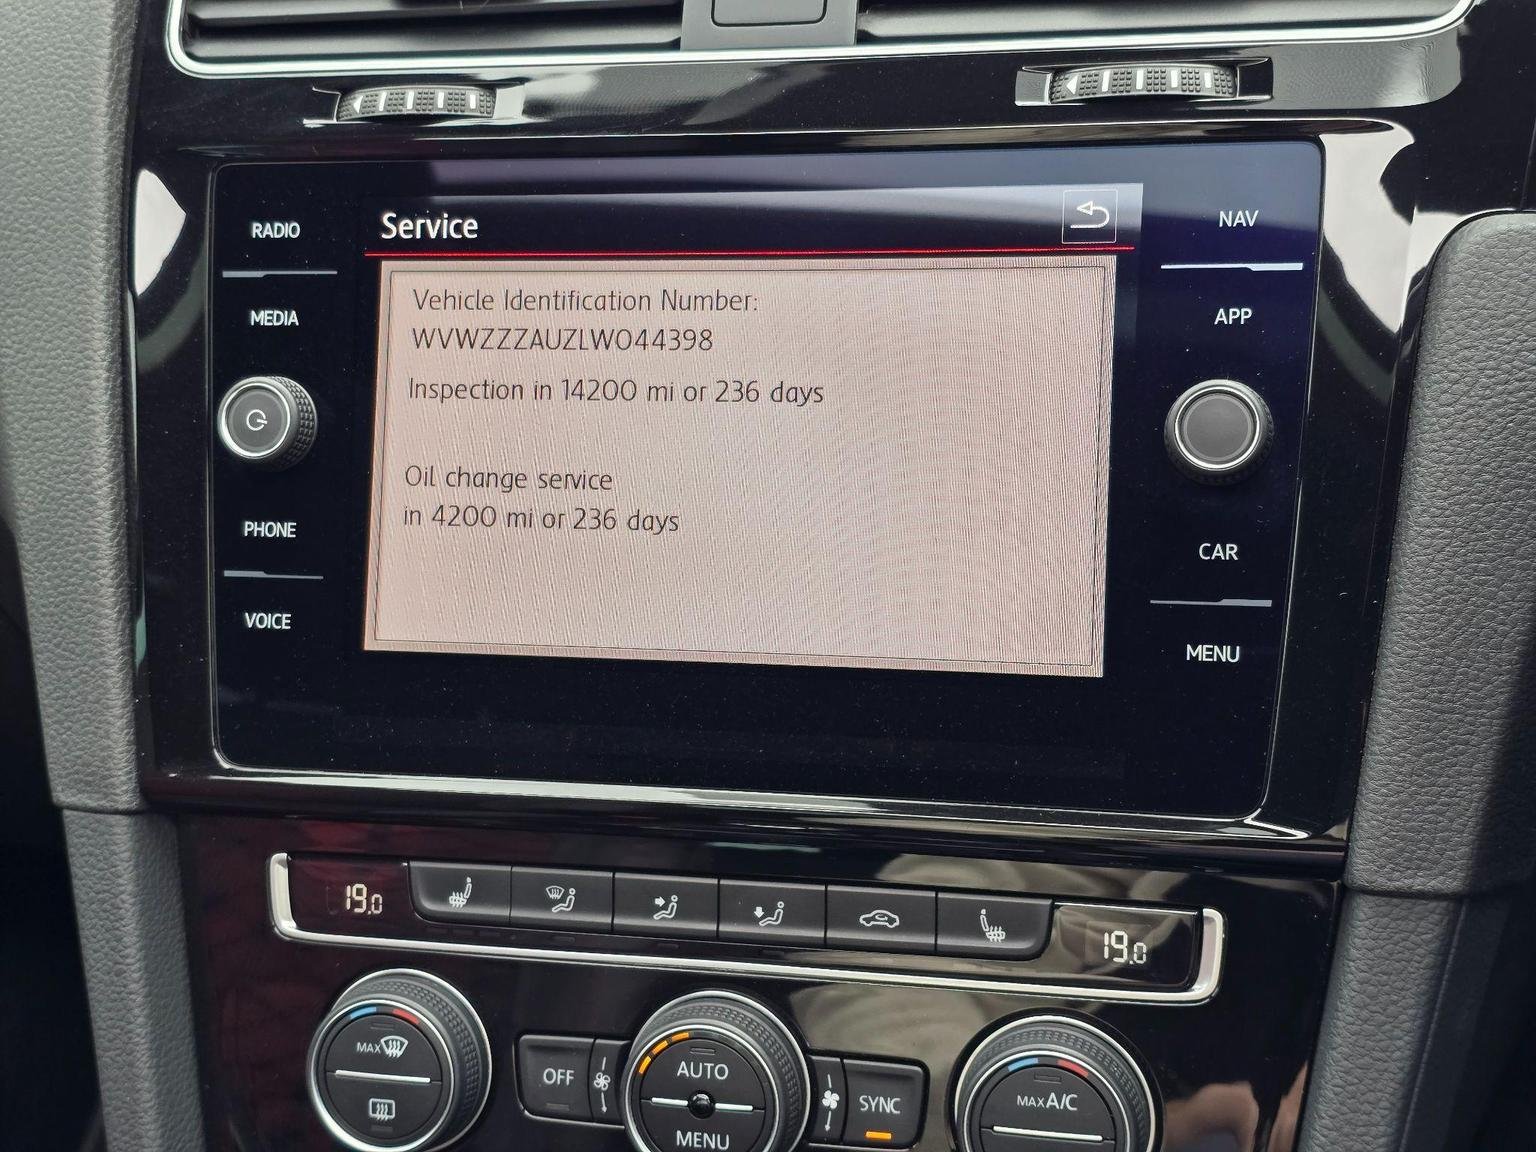 Service
RADIO
MEDIA
PHONE
VOICE
Vehicle Identification Number:
WVWZZZAUZLW044398
Inspection in 14200 mi or 236 days
Oil change service
in 4200 mi or 236 days
NAV
APP
CAR
MENU
19.0
19.0
MAX
OFF
AUTO
MENU
SYNC
MAX A/C